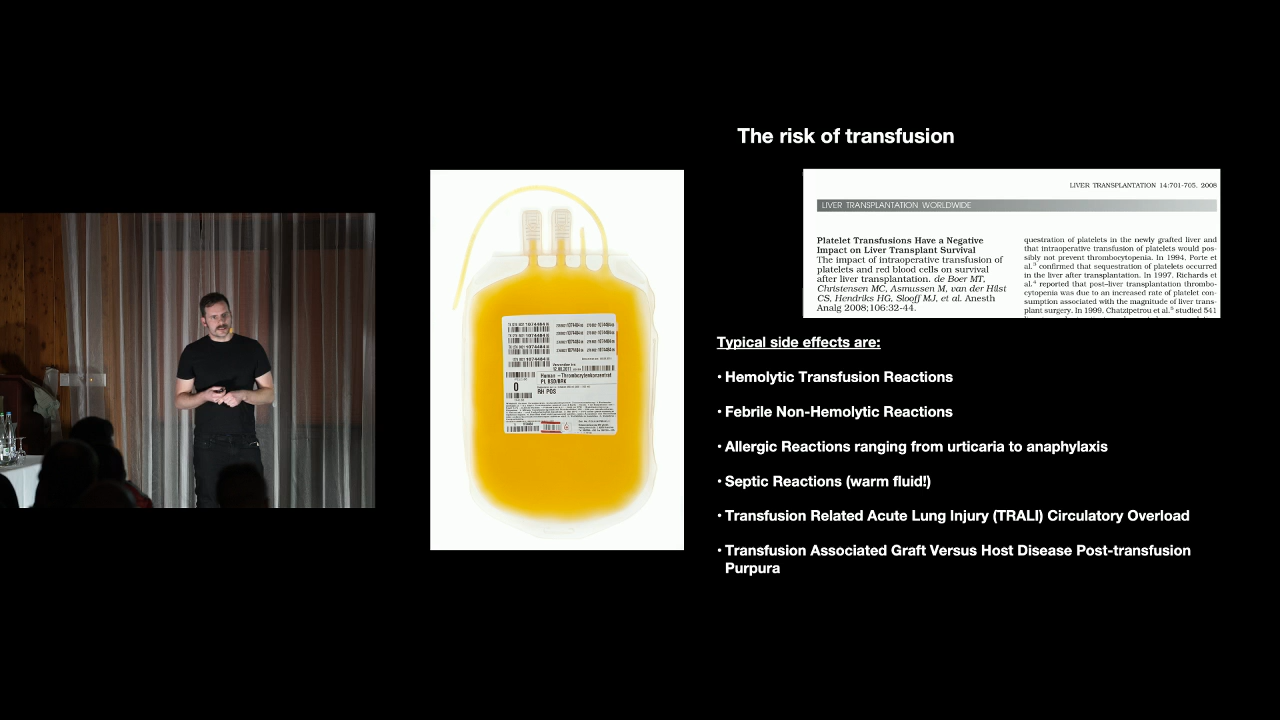 The risk of transfusion
LIVER TRANSPLANTATION 14:701-705, 2008
LIVER TRANSPLANTATION WORLDWIDE
Platelet Transfusions Have a Negative
Impact on Liver Transplant Survival
The impact of intraoperative transfusion of
platelets and red blood cells on survival
after liver transplantation. de Boer MT,
Christensen MC, Asmussen M, van der Hilst
CS, Hendriks HG, Slooff MJ, et al. Anesth
Analg 2008;106:32-44.
questration of platelets in the newly grafted liver and
that intraoperative transfusion of platelets would pos-
sibly not prevent thrombocytopenia. In 1994, Porte et
al.3 confirmed that sequestration of platelets occurred
in the liver after transplantation. In 1997, Richards et
al.4 reported that post–liver transplantation thrombo-
cytopenia was due to an increased rate of platelet con-
sumption associated with the magnitude of liver trans-
plant surgery. In 1999, Chatzipetrou et al.5 studied 541
Human - Thrombozytenkonzentrat
PL BSD/BRK
0
RH POS
Typical side effects are:
• Hemolytic Transfusion Reactions
• Febrile Non-Hemolytic Reactions
• Allergic Reactions ranging from urticaria to anaphylaxis
• Septic Reactions (warm fluid!)
• Transfusion Related Acute Lung Injury (TRALI) Circulatory Overload
• Transfusion Associated Graft Versus Host Disease Post-transfusion
Purpura